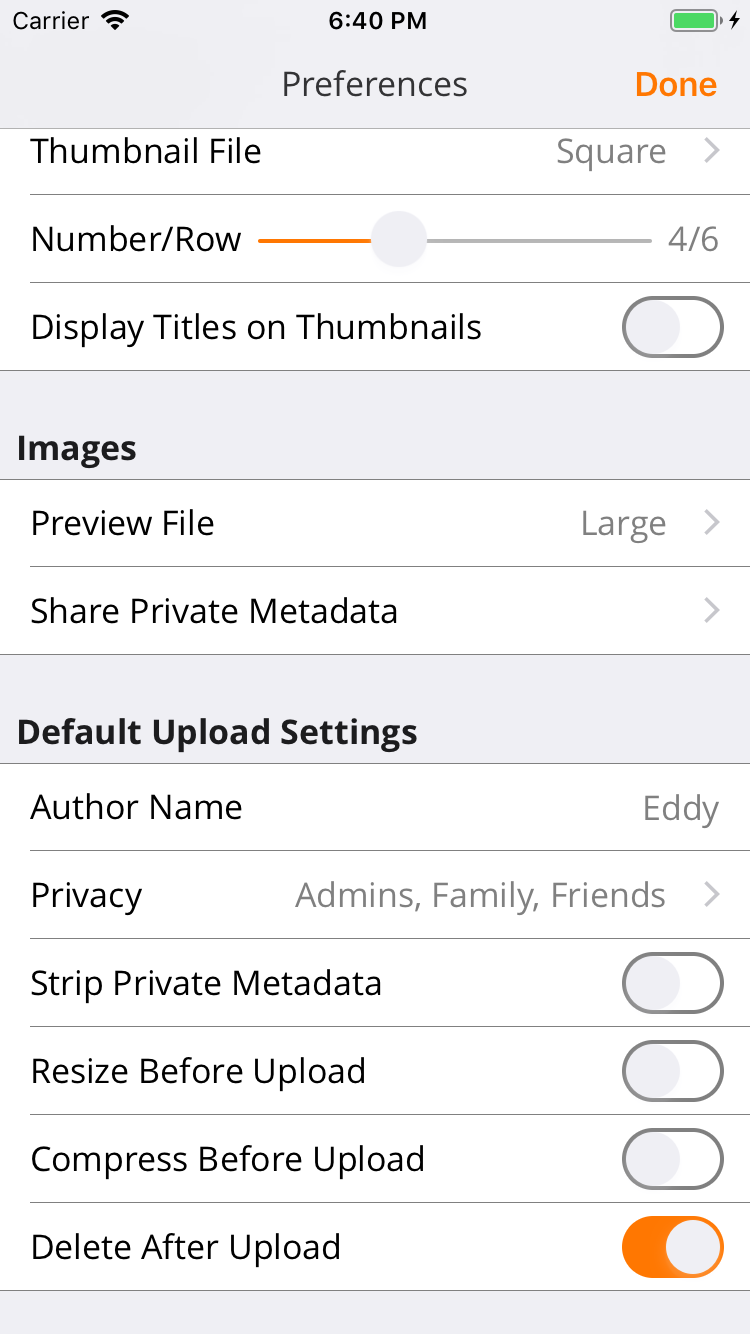 Carrier 6:40 PM
Preferences Done
Thumbnail File Square
Number/Row 4/6
Display Titles on Thumbnails
Images
Preview File Large
Share Private Metadata
Default Upload Settings
Author Name Eddy
Privacy Admins, Family, Friends
Strip Private Metadata
Resize Before Upload
Compress Before Upload
Delete After Upload